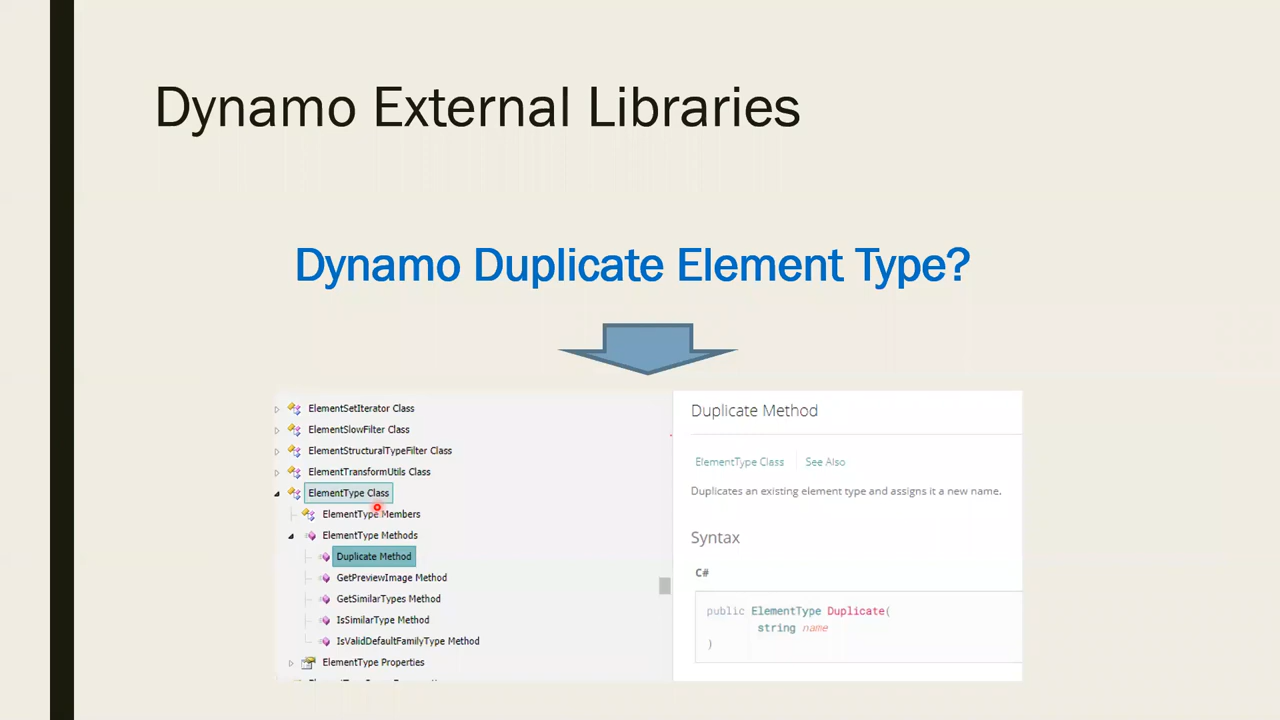 Dynamo External Libraries
Dynamo Duplicate Element Type?
ElementSetIterator Class
ElementSlowFilter Class
ElementStructuralTypeFilter Class
ElementTransformUtils Class
ElementType Class
ElementType Members
ElementType Methods
Duplicate Method
GetPreviewImage Method
GetSimilarTypes Method
IsSimilarType Method
IsValidDefaultFamilyType Method
ElementType Properties
Duplicate Method
ElementType Class
See Also
Duplicates an existing element type and assigns it a new name.
Syntax
C#
public ElementType Duplicate(
string name
)